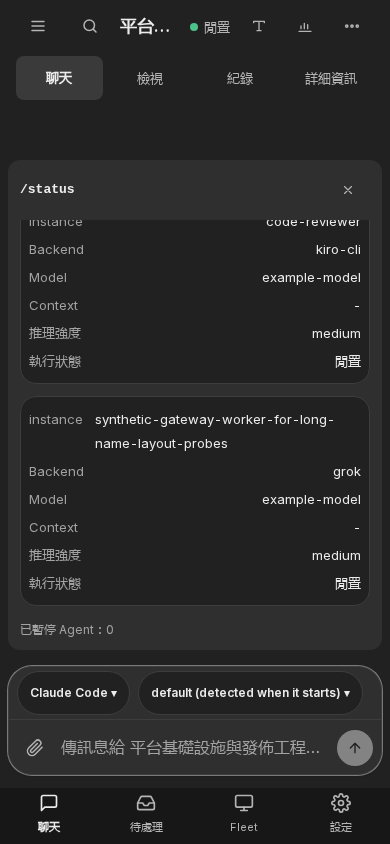 平台… 閒置
聊天 檢視 紀錄 詳細資訊
/status
instance code-reviewer
Backend kiro-cli
Model example-model
Context -
推理強度 medium
執行狀態 閒置
instance synthetic-gateway-worker-for-long-
name-layout-probes
Backend grok
Model example-model
Context -
推理強度 medium
執行狀態 閒置
已暫停 Agent：0
Claude Code ▾ default (detected when it starts) ▾
傳訊息給 平台基礎設施與發佈工程…
聊天 待處理 Fleet 設定